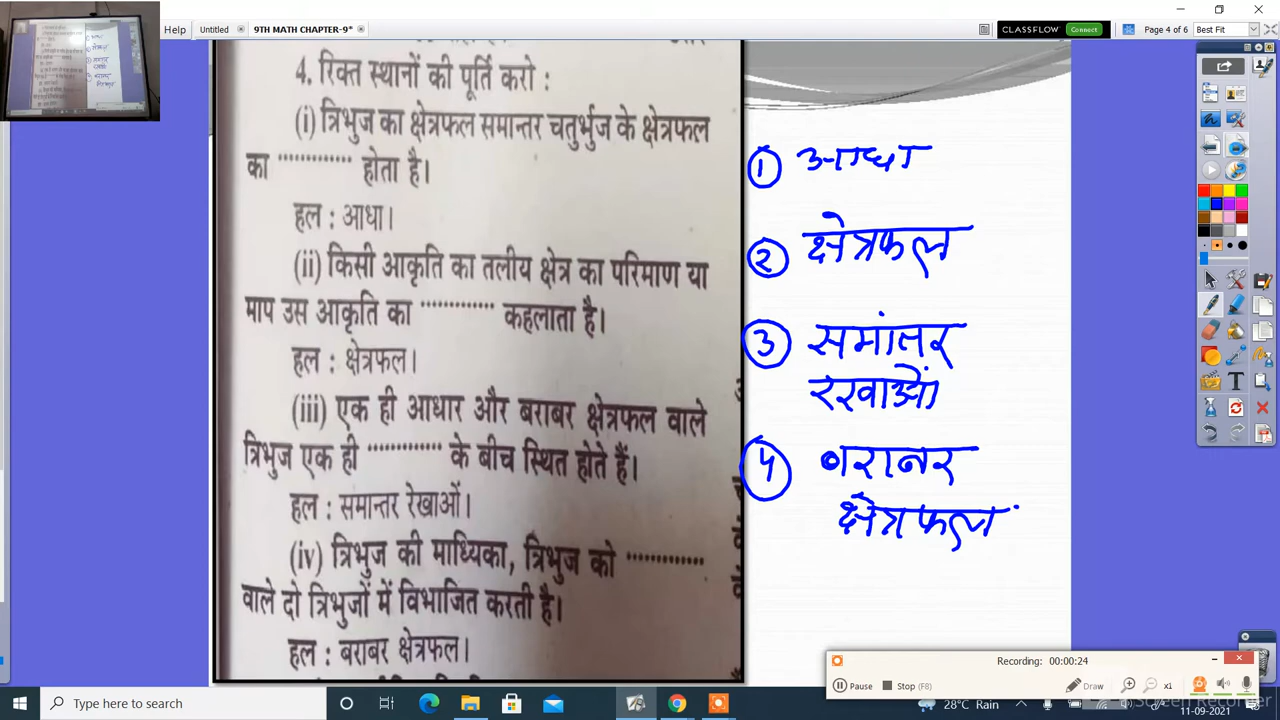 Help
Untitled
9TH MATH CHAPTER-9*
CLASSFLOW
Connect
Page 4 of 6
Best Fit
4. रिक्त स्थानों की पूर्ति करो :
(i) त्रिभुज का क्षेत्रफल समान्तर चतुर्भुज के क्षेत्रफल
का ............ होता है।
हल : आधा।
(ii) किसी आकृति का तलीय क्षेत्र का परिमाण या
माप उस आकृति का ............ कहलाता है।
हल : क्षेत्रफल।
(iii) एक ही आधार और बराबर क्षेत्रफल वाले
त्रिभुज एक ही ............ के बीच स्थित होते हैं।
हल : समान्तर रेखाओं।
(iv) त्रिभुज की माध्यिका, त्रिभुज को ............
वाले दो त्रिभुजों में विभाजित करती है।
हल : बराबर क्षेत्रफल।
1 आधा
2 क्षेत्रफल
3 समांतर
रखाओं
4
क्षेत्रफल
Recording: 00:00:24
Pause
Stop (F8)
Draw
x1
Screen Recorder
Type here to search
28°C Rain
11-09-2021